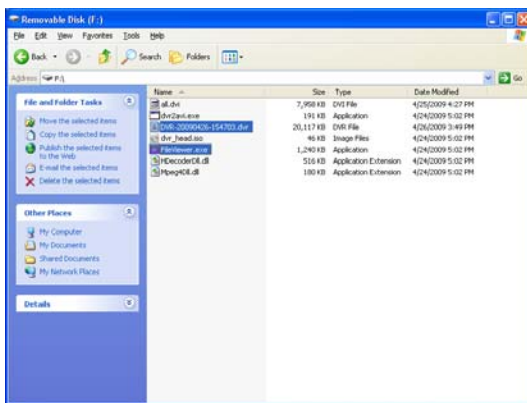 Removable Disk (F:)
File Edit View Favorites Tools Help
Back Search Folders
Address F:\ Go
Name Size Type Date Modified
File and Folder Tasks
Move the selected items
Copy the selected items
Publish the selected items to the Web
E-mail the selected items
Delete the selected items
Other Places
My Computer
My Documents
Shared Documents
My Network Places
Details
all.dvi 7,958 KB DVI File 4/25/2009 4:27 PM
dvr2avi.exe 191 KB Application 4/24/2009 5:02 PM
DVR-20090426-154703.dvr 20,117 KB DVR File 4/26/2009 3:49 PM
dvr_head.iso 46 KB Image Files 4/24/2009 5:02 PM
FileViewer.exe 1,240 KB Application 4/24/2009 5:02 PM
HDecoderDll.dll 516 KB Application Extension 4/24/2009 5:02 PM
Mpeg4Dll.dll 180 KB Application Extension 4/24/2009 5:02 PM